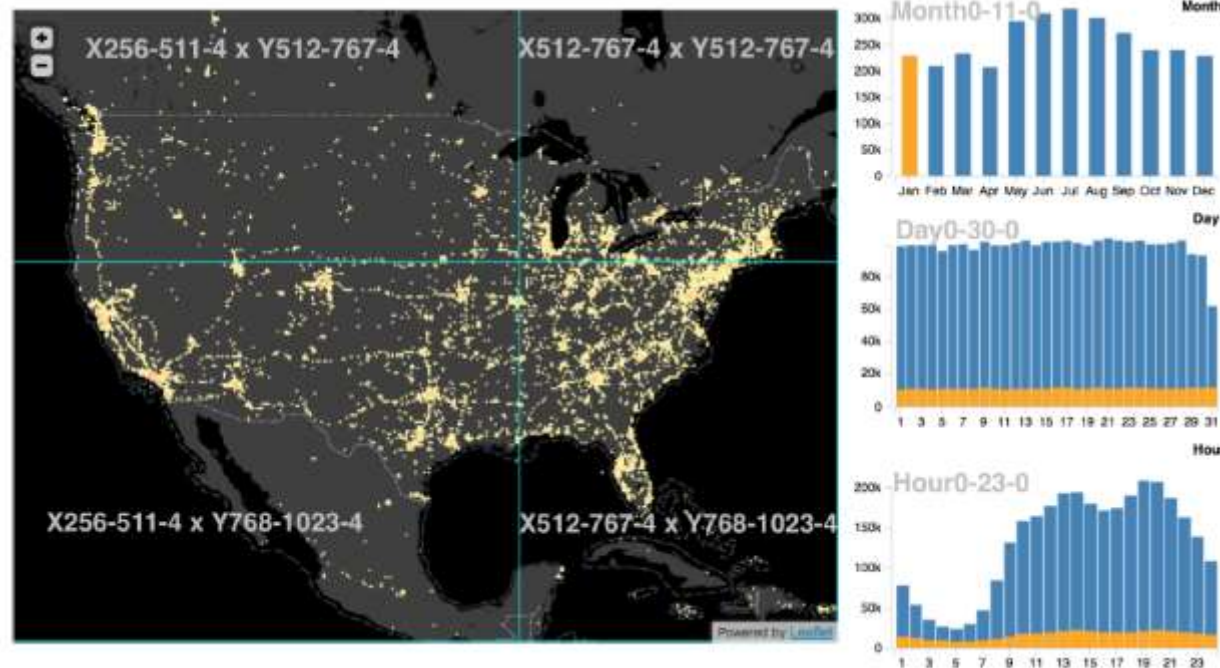 X256-511-4 x Y512-767-4
X512-767-4 x Y512-767-4
X256-511-4 x Y768-1023-4
X512-767-4 x Y768-1023-4
Powered by Leaflet
Month0-11-0
Month
300k
250k
200k
150k
100k
50k
0
Jan Feb Mar Apr May Jun Jul Aug Sep Oct Nov Dec
Day0-30-0
Day
80k
60k
40k
20k
0
1 3 5 7 9 11 13 15 17 19 21 23 25 27 29 31
Hour0-23-0
Hou
200k
150k
100k
50k
0
1 3 5 7 9 11 13 15 17 19 21 23